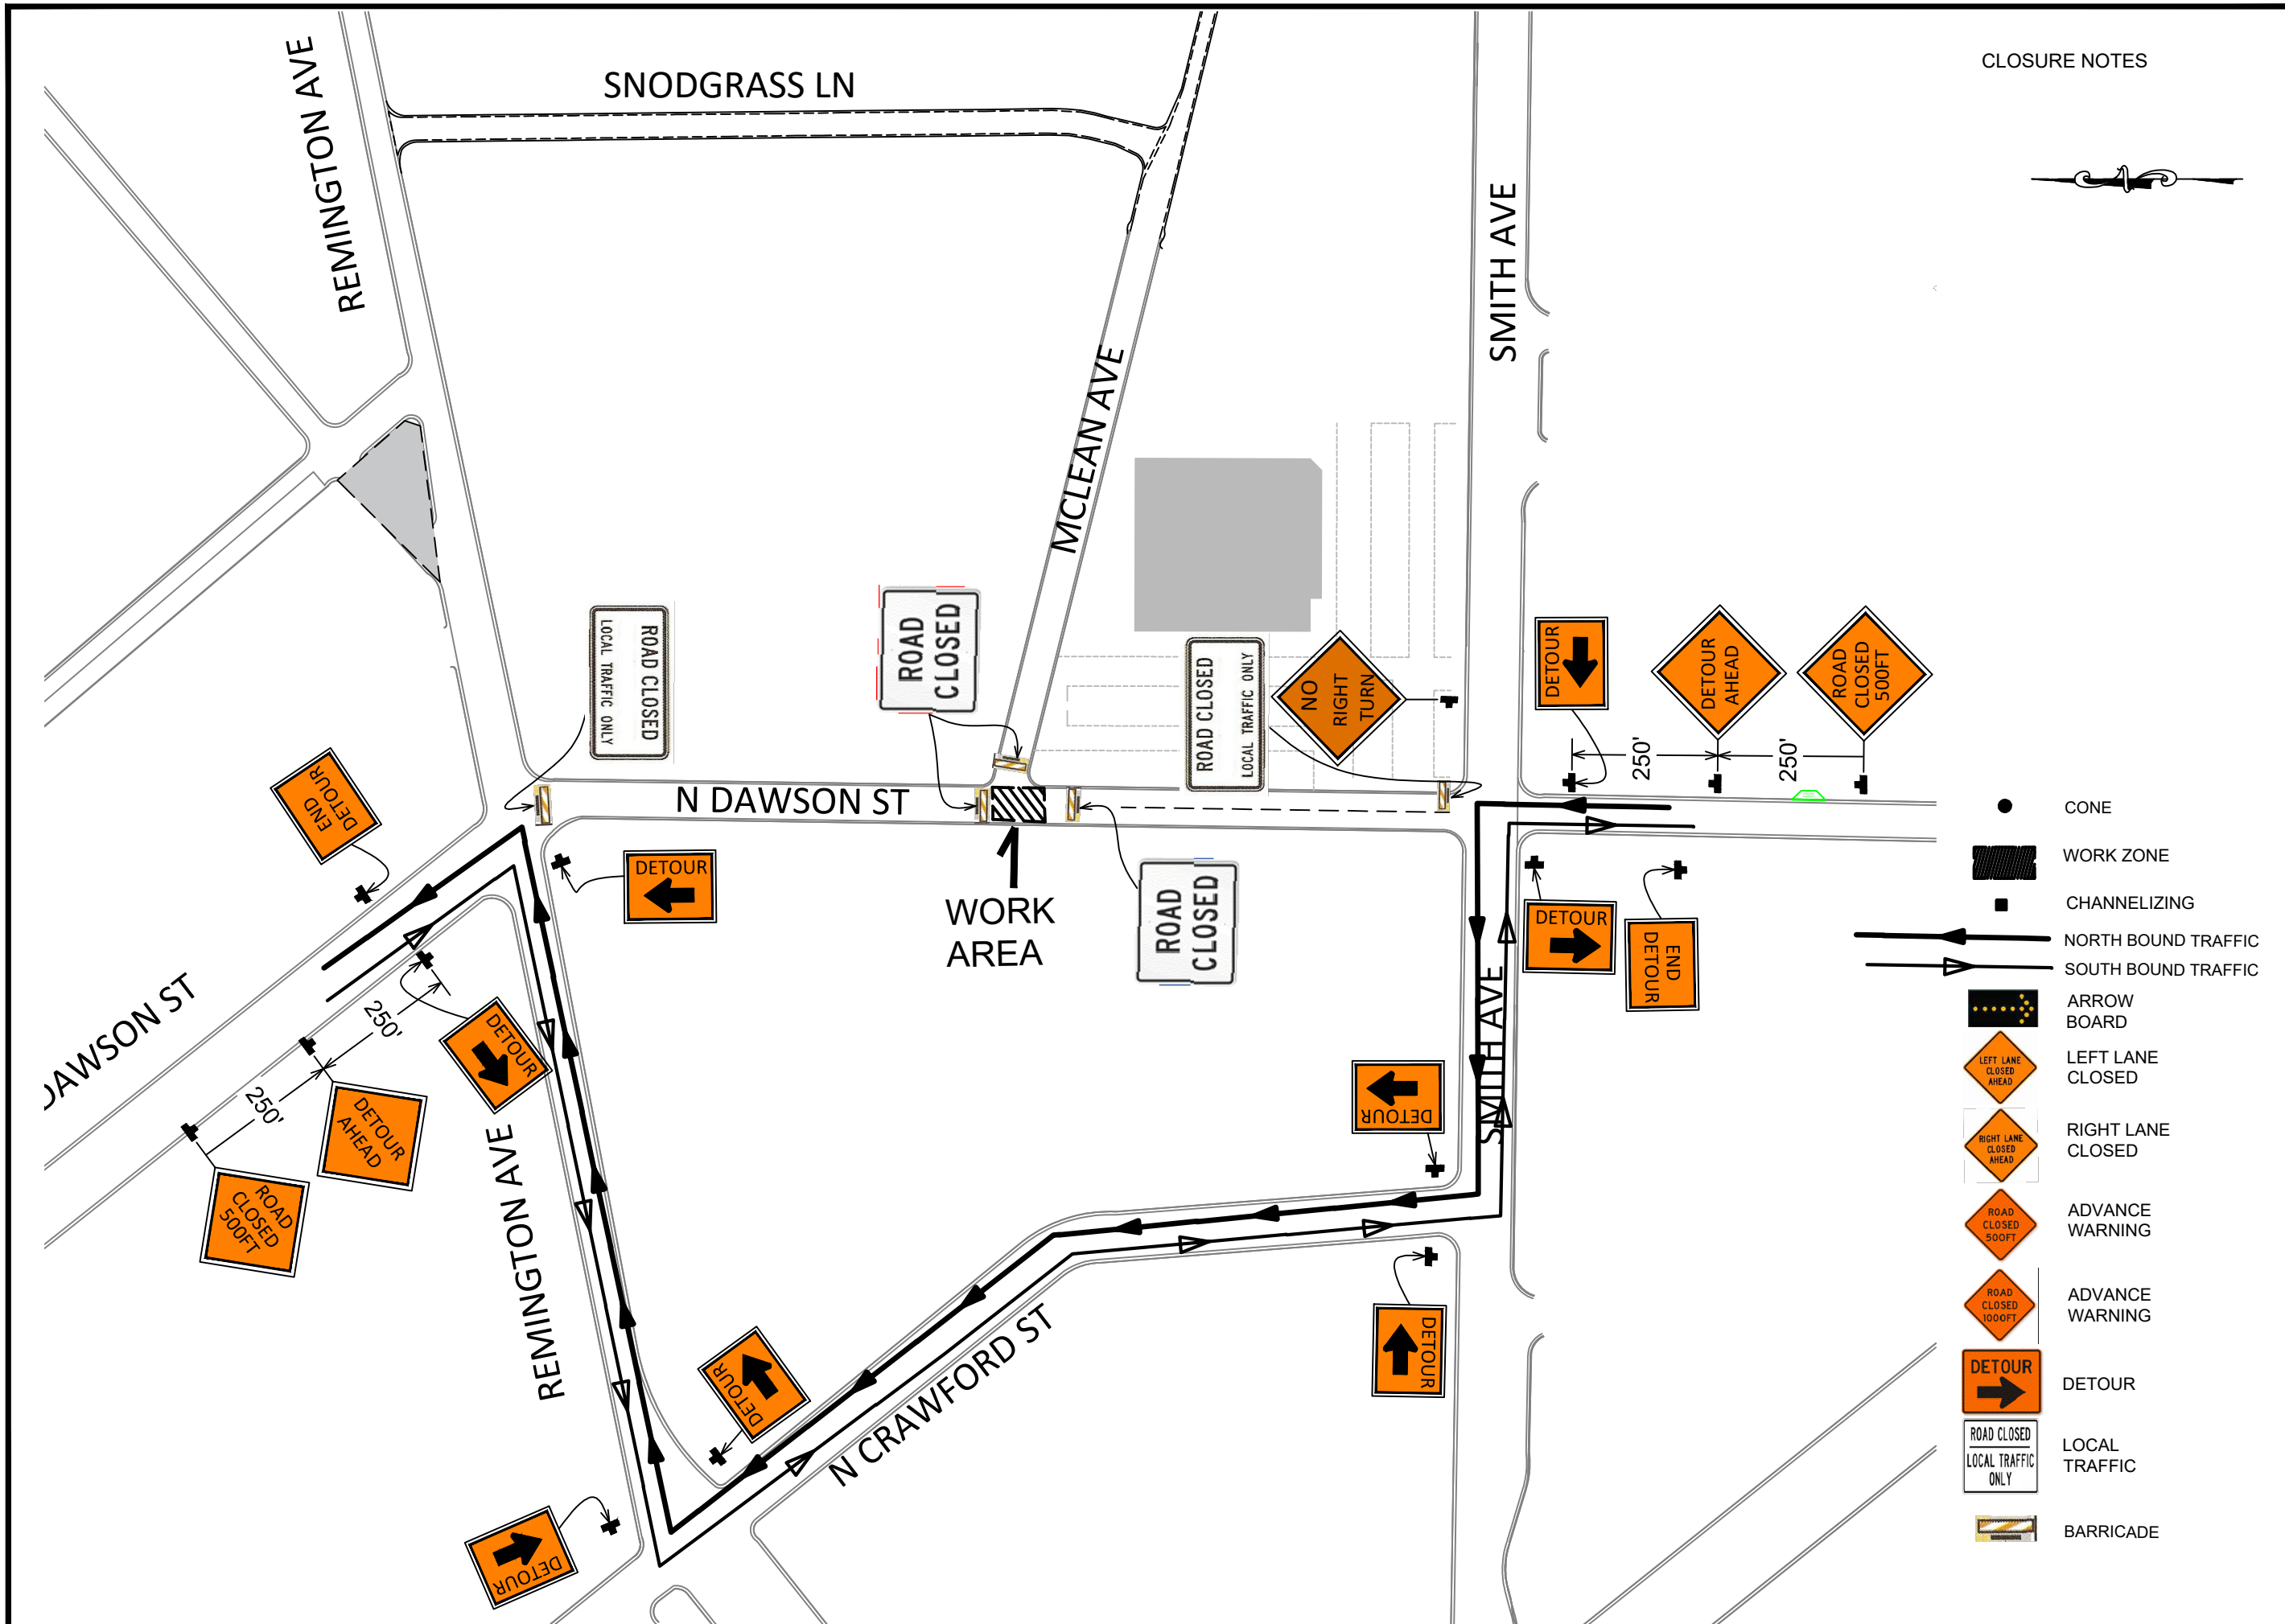 CLOSURE NOTES
SNODGRASS LN
REMINGTON AVE
SMITH AVE
MCLEAN AVE
ROAD CLOSED
LOCAL TRAFFIC ONLY
ROAD
CLOSED
ROAD CLOSED
LOCAL TRAFFIC ONLY
NO
RIGHT
TURN
DETOUR
DETOUR
AHEAD
ROAD
CLOSED
500FT
250'
250'
END
DETOUR
N DAWSON ST
DETOUR
WORK
AREA
ROAD
CLOSED
DETOUR
END
DETOUR
SMITH AVE
DAWSON ST
250'
250'
DETOUR
DETOUR
AHEAD
ROAD
CLOSED
500FT
REMINGTON AVE
DETOUR
DETOUR
DETOUR
N CRAWFORD ST
DETOUR
CONE
WORK ZONE
CHANNELIZING
NORTH BOUND TRAFFIC
SOUTH BOUND TRAFFIC
ARROW
BOARD
LEFT LANE
CLOSED
AHEAD
LEFT LANE
CLOSED
RIGHT LANE
CLOSED
AHEAD
RIGHT LANE
CLOSED
ROAD
CLOSED
500FT
ADVANCE
WARNING
ROAD
CLOSED
1000FT
ADVANCE
WARNING
DETOUR
DETOUR
ROAD CLOSED
LOCAL TRAFFIC
ONLY
LOCAL
TRAFFIC
BARRICADE